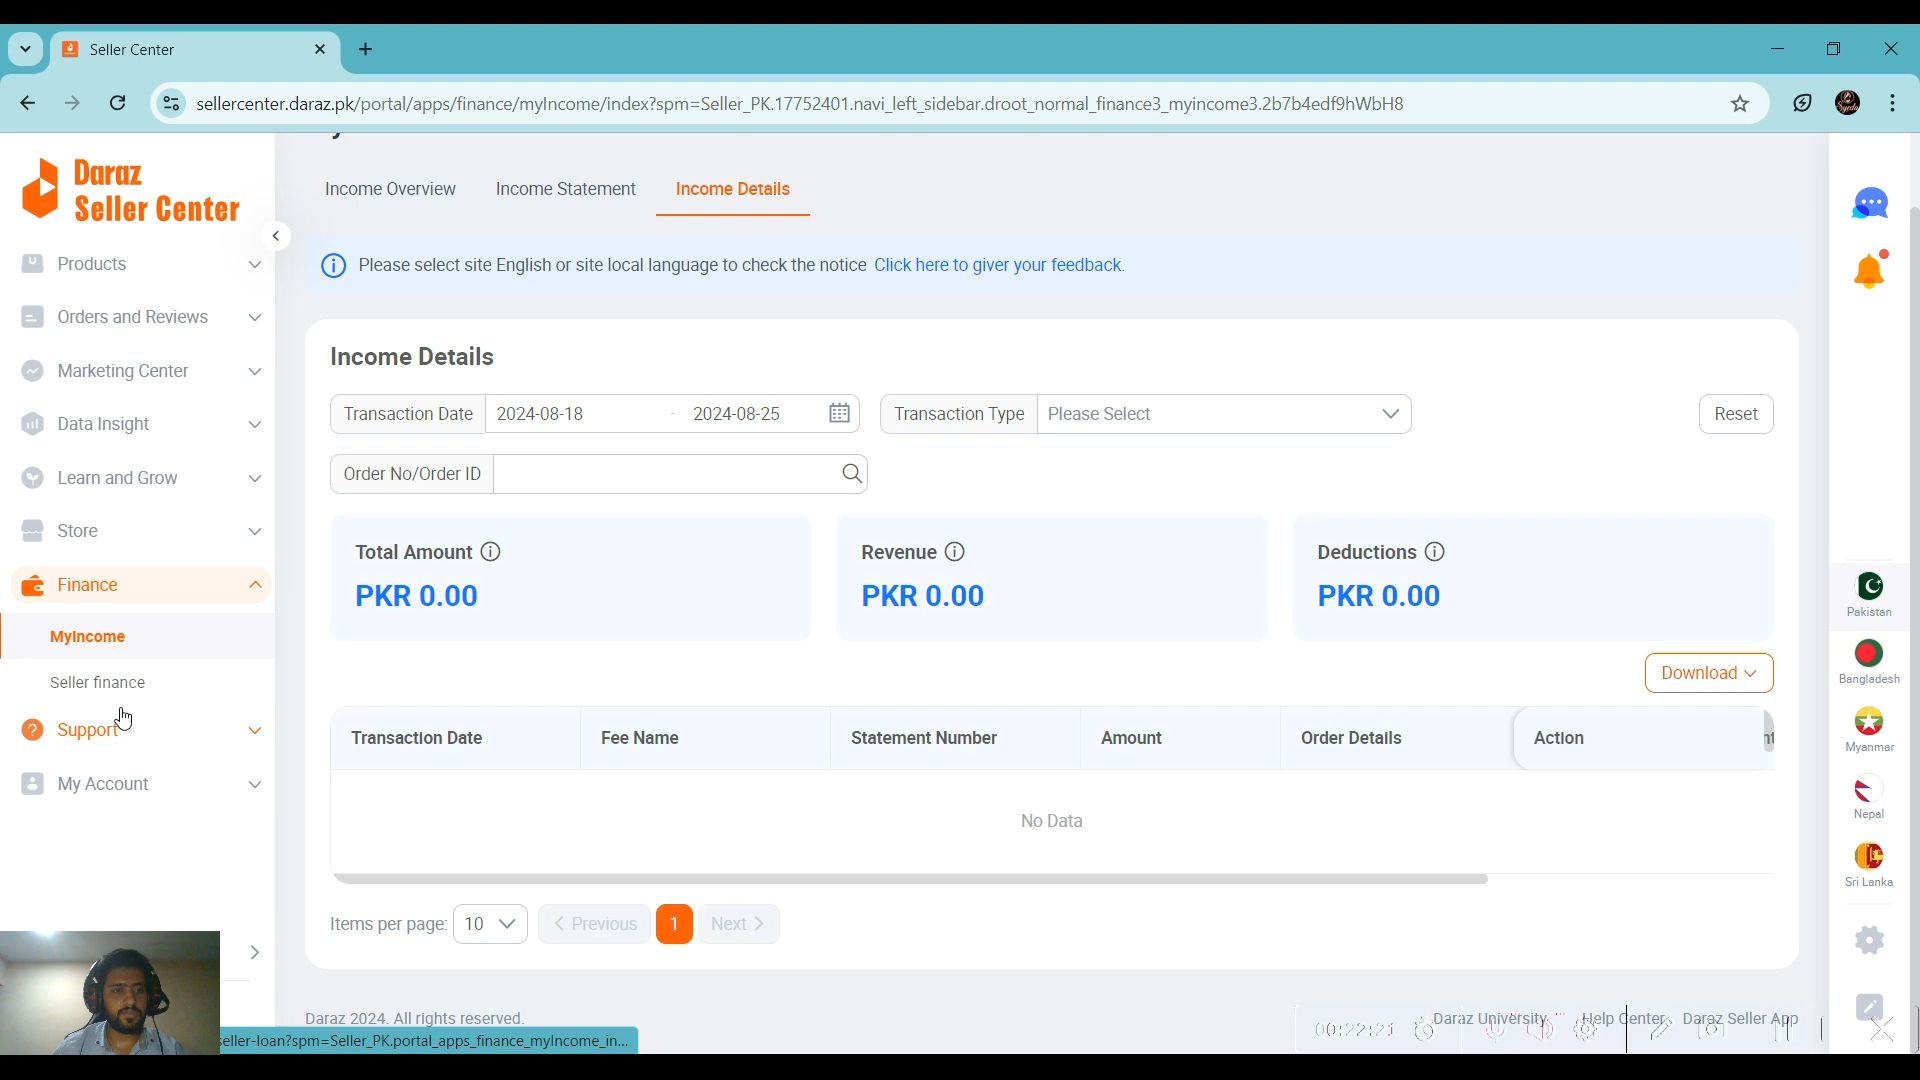 Seller Center
sellercenter.daraz.pk/portal/apps/finance/myIncome/index?spm=Seller_PK.17752401.navi_left_sidebar.droot_normal_finance3_myincome3.2b7b4edf9hWbH8
Daraz
Seller Center
Products
Orders and Reviews
Marketing Center
Data Insight
Learn and Grow
Store
Finance
MyIncome
Seller finance
Support
My Account
Income Overview
Income Statement
Income Details
Please select site English or site local language to check the notice Click here to giver your feedback.
Income Details
Transaction Date 2024-08-18 - 2024-08-25
Transaction Type Please Select
Reset
Order No/Order ID
Total Amount
PKR 0.00
Revenue
PKR 0.00
Deductions
PKR 0.00
Download
Transaction Date Fee Name Statement Number Amount Order Details Action
No Data
Items per page: 10 Previous 1 Next
Daraz 2024. All rights reserved.
Daraz University Help Center Daraz Seller App
00:22:21
eller-loan?spm=Seller_PK.portal_apps_finance_myIncome_in...
Pakistan
Bangladesh
Myanmar
Nepal
Sri Lanka